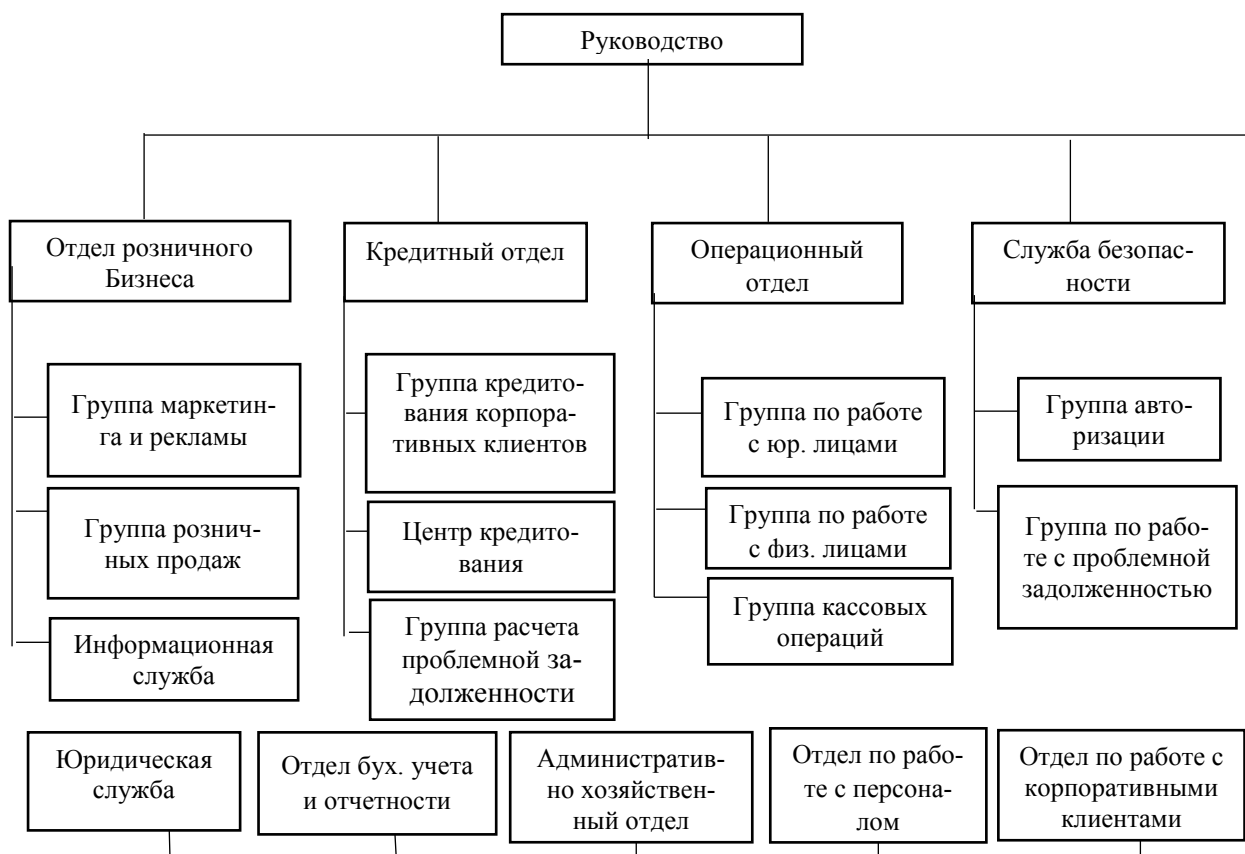 Руководство
Отдел розничного
Бизнеса
Кредитный отдел
Операционный
отдел
Служба безопас-
ности
Группа маркетин-
га и рекламы
Группа рознич-
ных продаж
Информационная
служба
Группа кредито-
вания корпора-
тивных клиентов
Центр кредито-
вания
Группа расчета
проблемной за-
долженности
Группа по работе
с юр. лицами
Группа по работе
с физ. лицами
Группа кассовых
операций
Группа авто-
ризации
Группа по рабо-
те с проблемной
задолженностью
Юридическая
служба
Отдел бух. учета
и отчетности
Административ-
но хозяйствен-
ный отдел
Отдел по рабо-
те с персона-
лом
Отдел по работе с
корпоративными
клиентами